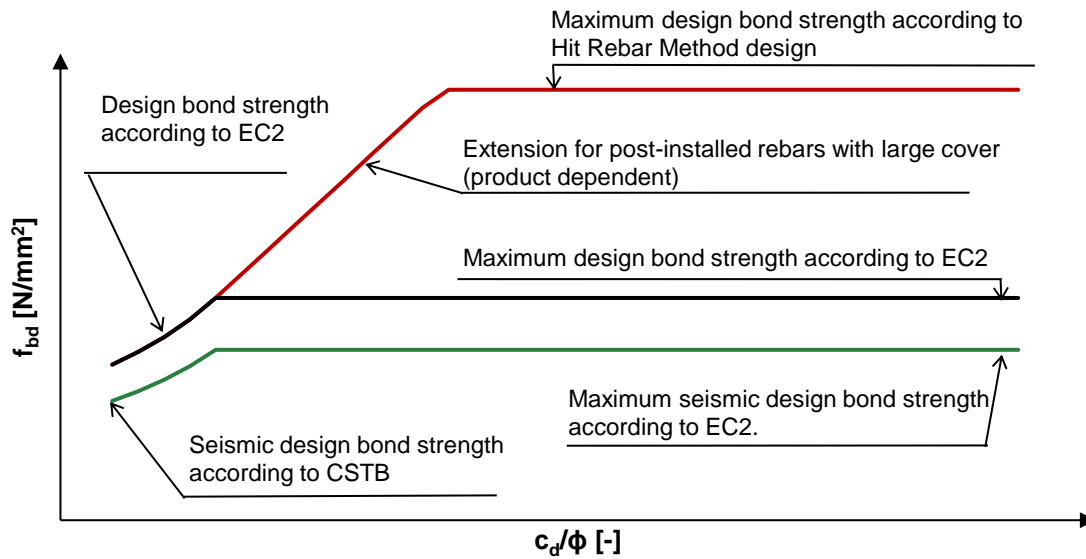 Maximum design bond strength according to
Hit Rebar Method design
Design bond strength
according to EC2
Extension for post-installed rebars with large cover
(product dependent)
Maximum design bond strength according to EC2
f_bd [N/mm²]
Maximum seismic design bond strength
according to EC2.
Seismic design bond strength
according to CSTB
c_d/ϕ [-]